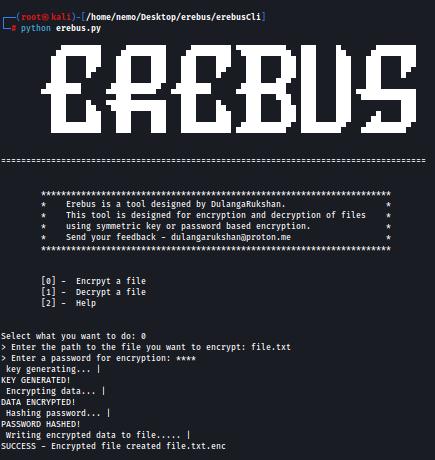 (root㉿kali)-[/home/nemo/Desktop/erebus/erebusCli]
# python erebus.py
EREBUS
================================================================================
**********************************************************************
* Erebus is a tool designed by DulangaRukshan. *
* This tool is designed for encryption and decryption of files *
* using symmetric key or password based encryption. *
* Send your feedback - dulangarukshan@proton.me *
**********************************************************************
[0] - Encrpyt a file
[1] - Decrypt a file
[2] - Help
Select what you want to do: 0
> Enter the path to the file you want to encrypt: file.txt
> Enter a password for encryption: ****
key generating... |
KEY GENERATED!
Encrypting data... |
DATA ENCRYPTED!
Hashing password... |
PASSWORD HASHED!
Writing encrypted data to file..... |
SUCCESS - Encrypted file created file.txt.enc